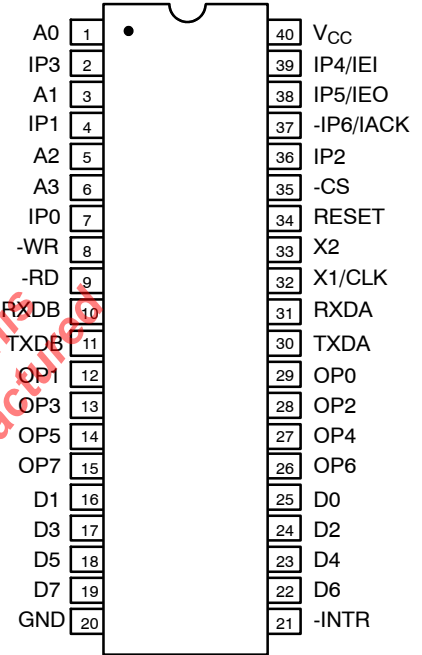 A0 1 40 VCC
IP3 2 39 IP4/IEI
A1 3 38 IP5/IEO
IP1 4 37 -IP6/IACK
A2 5 36 IP2
A3 6 35 -CS
IP0 7 34 RESET
-WR 8 33 X2
-RD 9 32 X1/CLK
RXDB 10 31 RXDA
TXDB 11 30 TXDA
OP1 12 29 OP0
OP3 13 28 OP2
OP5 14 27 OP4
OP7 15 26 OP6
D1 16 25 D0
D3 17 24 D2
D5 18 23 D4
D7 19 22 D6
GND 20 21 -INTR